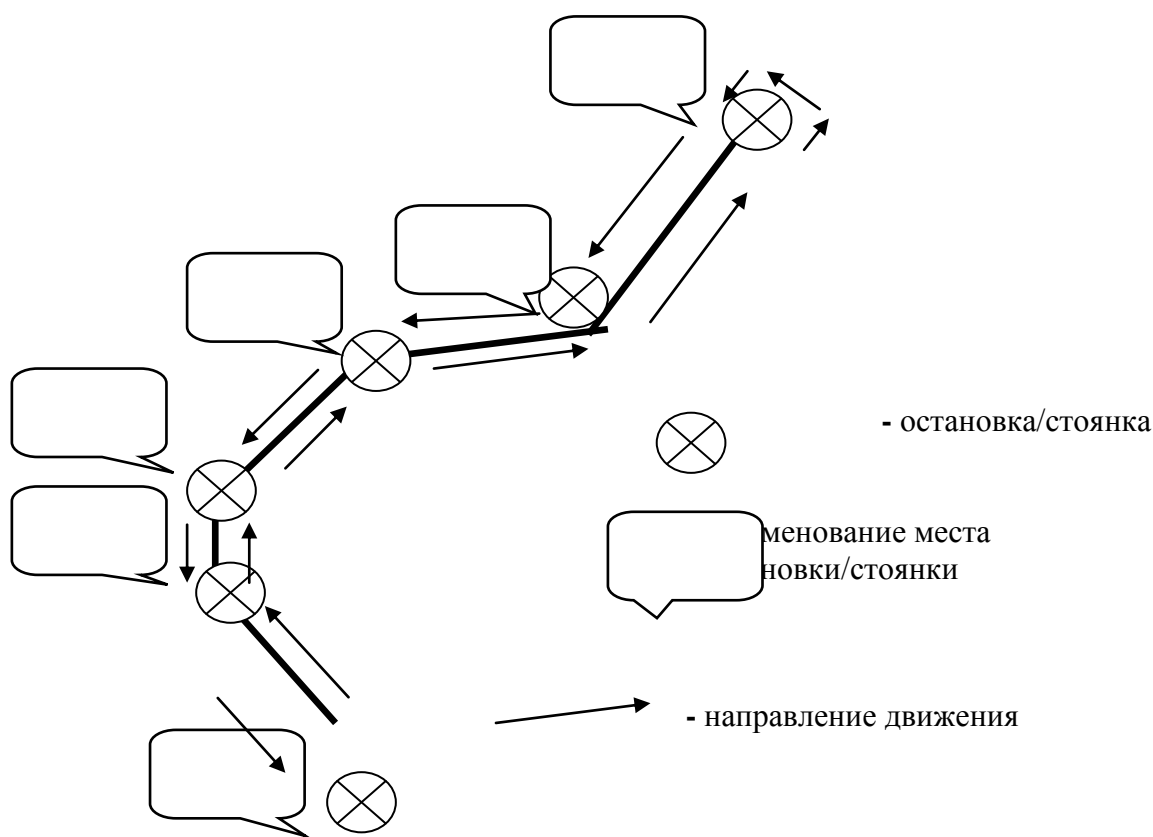 - остановка/стоянка
менование места
новки/стоянки
- направление движения